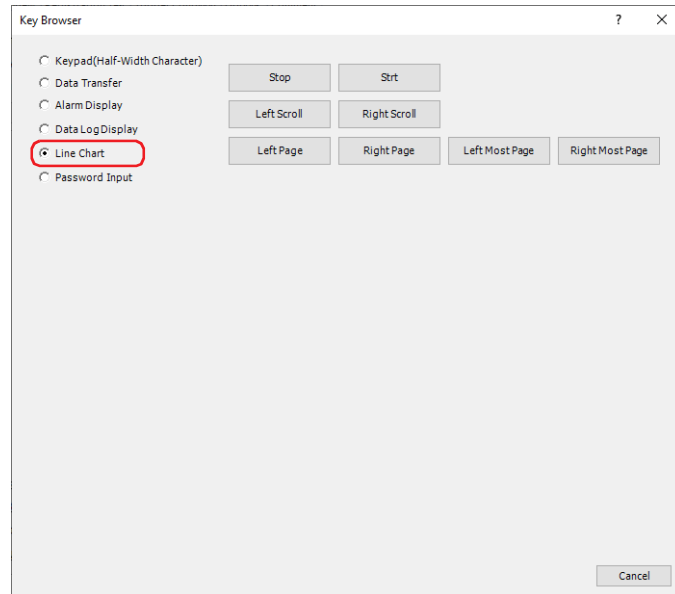 Key Browser ? ×
Keypad(Half-Width Character)
Data Transfer
Alarm Display
Data Log Display
Line Chart
Password Input
Stop Strt
Left Scroll Right Scroll
Left Page Right Page Left Most Page Right Most Page
Cancel